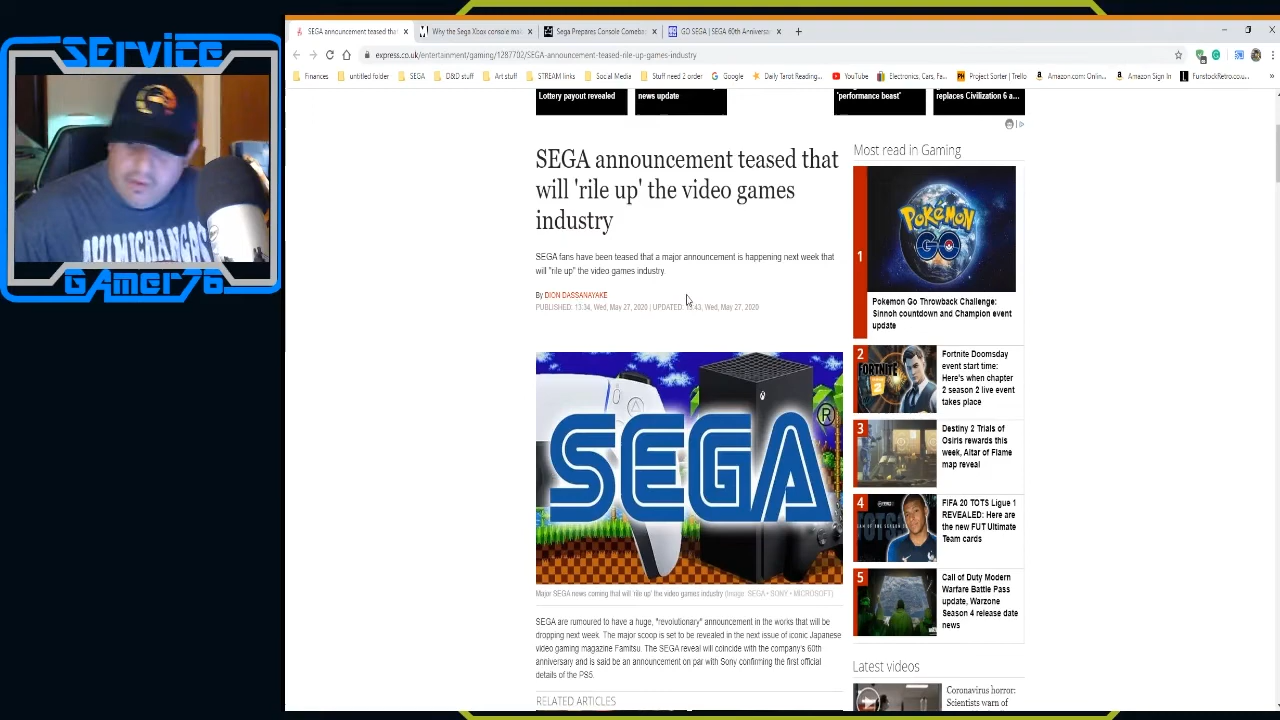 SErvice
GAmer76
SEGA announcement teased tha
Why the Sega Xbox console mal
Sega Prepares Console Comeba
GO SEGA | SEGA 60th Anniversa
express.co.uk/entertainment/gaming/1287702/SEGA-announcement-teased-rile-up-games-industry
Finances
untitled folder
SEGA
D&D stuff
Art stuff
STREAM links
Social Media
Stuff need 2 order
Google
Daily Tarot Reading...
YouTube
Electronics, Cars, Fa...
Project Sorter | Trello
Amazon.com: Onlin...
Amazon Sign In
FunstockRetro.co.u...
Lottery payout revealed
news update
'performance beast'
replaces Civilization 6 a...
SEGA announcement teased that
will 'rile up' the video games
industry
SEGA fans have been teased that a major announcement is happening next week that
will "rile up" the video games industry.
By DION DASSANAYAKE
PUBLISHED: 13:34, Wed, May 27, 2020 | UPDATED: 13:43, Wed, May 27, 2020
SEGA
®
Major SEGA news coming that will 'rile up' the video games industry (Image: SEGA • SONY • MICROSOFT)
SEGA are rumoured to have a huge, "revolutionary" announcement in the works that will be
dropping next week. The major scoop is set to be revealed in the next issue of iconic Japanese
video gaming magazine Famitsu. The SEGA reveal will coincide with the company's 60th
anniversary and is said be an announcement on par with Sony confirming the first official
details of the PS5.
RELATED ARTICLES
Most read in Gaming
1
POKÉMON
GO
Pokemon Go Throwback Challenge:
Sinnoh countdown and Champion event
update
2
FORTNITE
Fortnite Doomsday
event start time:
Here's when chapter
2 season 2 live event
takes place
3
Destiny 2 Trials of
Osiris rewards this
week, Altar of Flame
map reveal
4
FIFA 20 TOTS Ligue 1
REVEALED: Here are
the new FUT Ultimate
Team cards
5
Call of Duty Modern
Warfare Battle Pass
update, Warzone
Season 4 release date
news
Latest videos
Coronavirus horror:
Scientists warn of